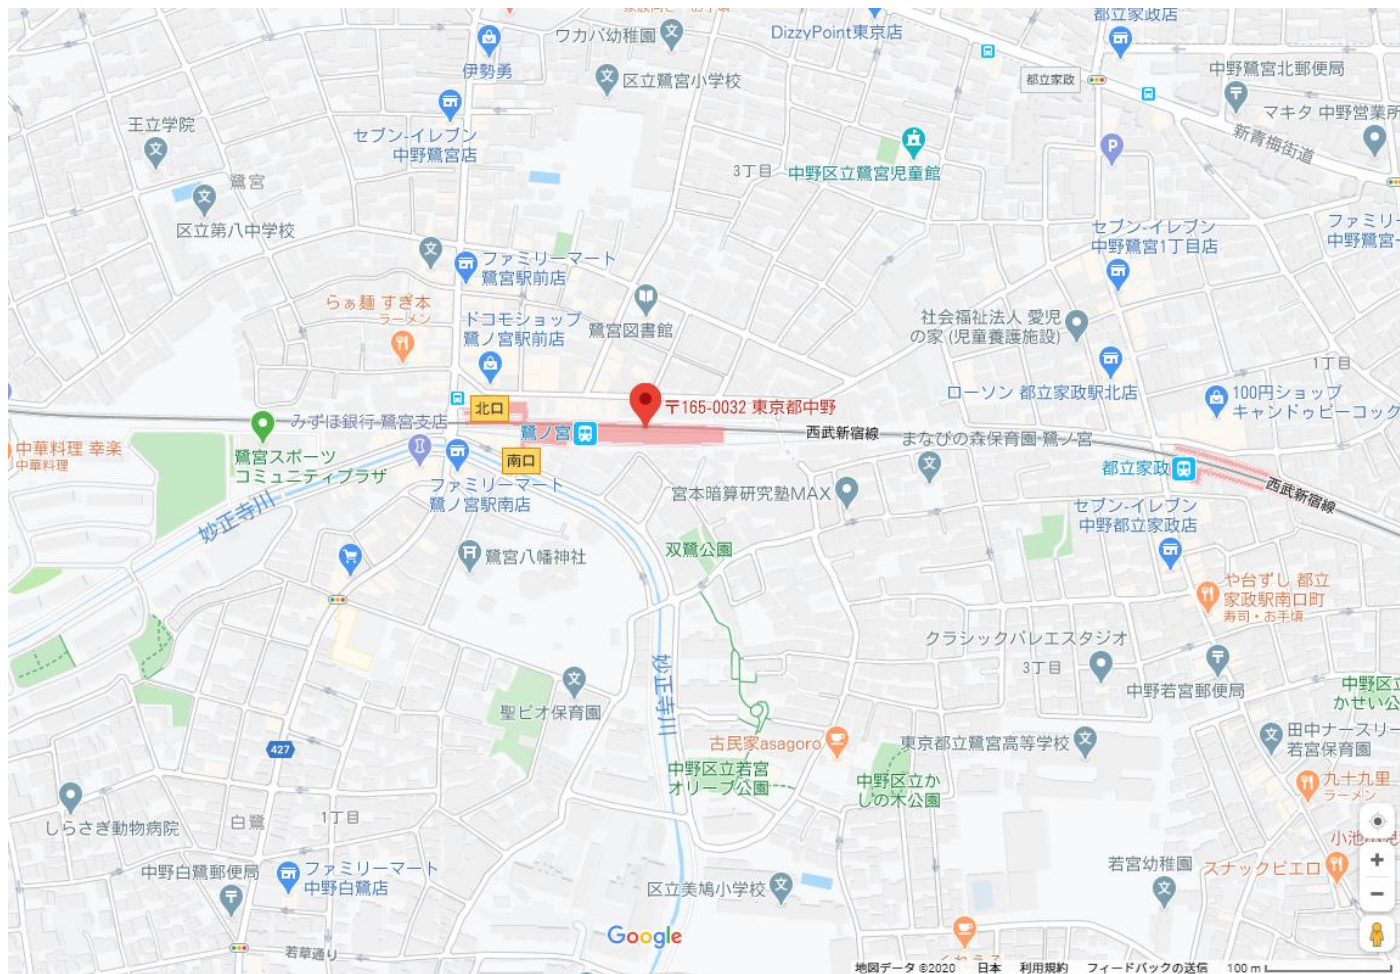 ワカバ幼稚園
DizzyPoint東京店
都立家政店
伊勢勇
区立鷺宮小学校
都立家政
中野鷺宮北郵便局
マキタ 中野営業所
新青梅街道
王立学院
セブン-イレブン
中野鷺宮店
3丁目
中野区立鷺宮児童館
鷺宮
P
区立第八中学校
セブン-イレブン
中野鷺宮1丁目店
ファミリー
中野鷺宮
ファミリーマート
鷺宮駅前店
らぁ麺 すぎ本
ラーメン
ドコモショップ
鷺ノ宮駅前店
鷺宮図書館
社会福祉法人 愛児
の家 (児童養護施設)
1丁目
ローソン 都立家政駅北店
100円ショップ
キャンドゥピーコック
北口
〒165-0032 東京都中野
みずほ銀行 鷺宮支店
鷺ノ宮
西武新宿線
まなびの森保育園 鷺ノ宮
中華料理 幸楽
中華料理
鷺宮スポーツ
コミュニティプラザ
南口
都立家政
ファミリーマート
鷺ノ宮駅南店
宮本暗算研究塾MAX
西武新宿線
妙正寺川
セブン-イレブン
中野都立家政店
鷺宮八幡神社
双鷺公園
や台ずし 都立
家政駅南口町
寿司・お手頃
クラシックバレエスタジオ
3丁目
妙正寺川
中野若宮郵便局
中野区立
かせい公
聖ピオ保育園
427
古民家asagoro
東京都立鷺宮高等学校
田中ナースリー
若宮保育園
中野区立若宮
オリーブ公園
中野区立か
しの木公園
九十九里
ラーメン
しらさぎ動物病院
白鷺
1丁目
中野白鷺郵便局
ファミリーマート
中野白鷺店
区立美鳩小学校
若宮幼稚園
スナックピエロ
Google
若草通り
地図データ ©2020 日本 利用規約 フィードバックの送信 100 m